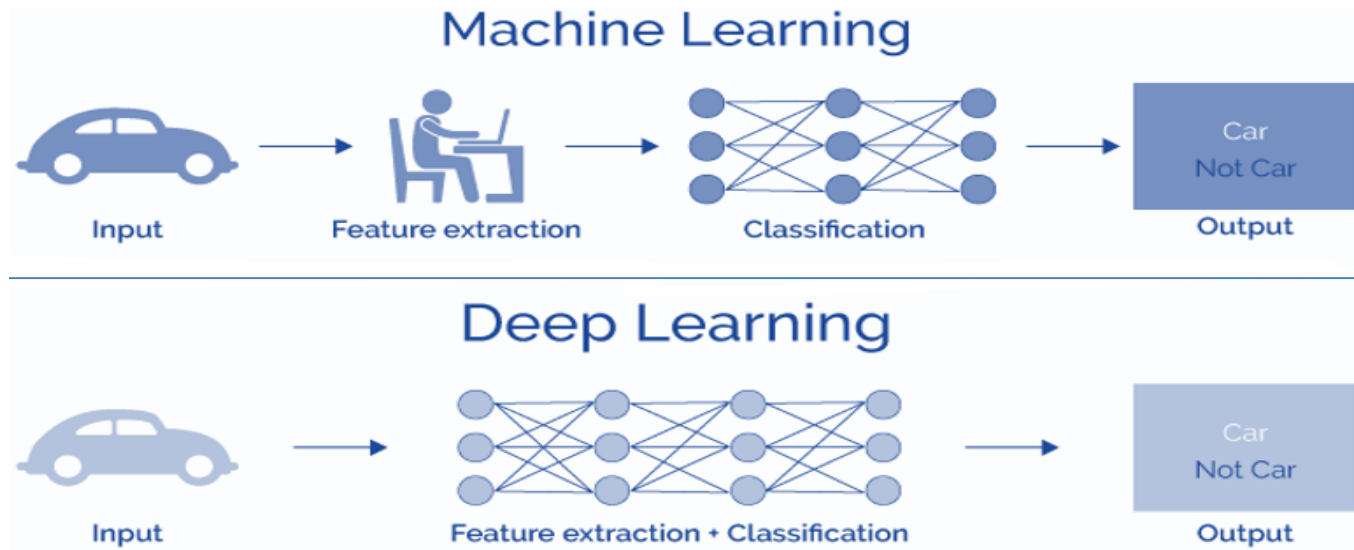 Machine Learning
Car
Not Car
Input
Feature extraction
Classification
Output
Deep Learning
Car
Not Car
Input
Feature extraction + Classification
Output